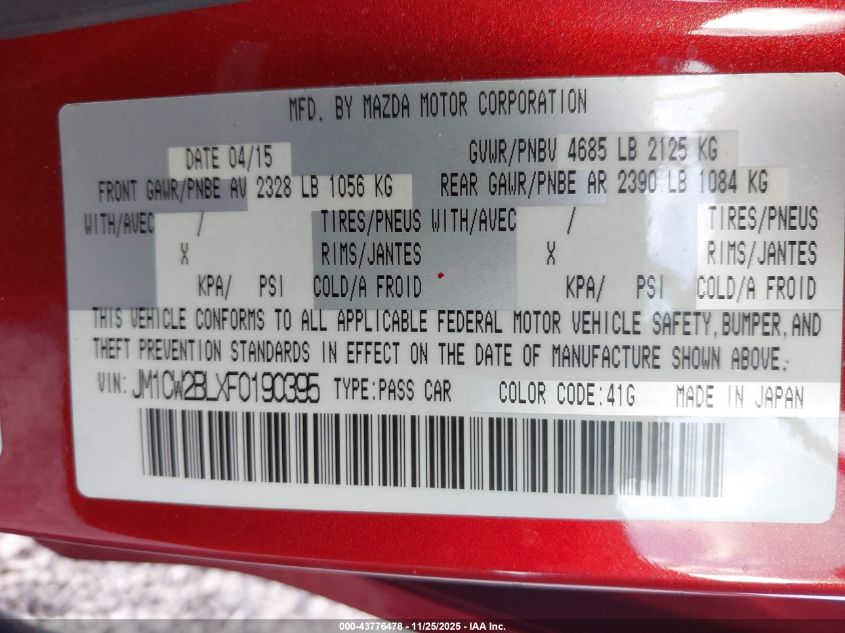 MFD. BY MAZDA MOTOR CORPORATION
DATE 04/15 GVWR/PNBV 4685 LB 2125 KG
FRONT GAWR/PNBE AV 2328 LB 1056 KG REAR GAWR/PNBE AR 2390 LB 1084 KG
WITH/AVEC / TIRES/PNEUS WITH/AVEC / TIRES/PNEUS
X RIMS/JANTES X RIMS/JANTES
KPA/ PSI COLD/A FROID KPA/ PSI COLD/A FROID
THIS VEHICLE CONFORMS TO ALL APPLICABLE FEDERAL MOTOR VEHICLE SAFETY, BUMPER, AND
THEFT PREVENTION STANDARDS IN EFFECT ON THE DATE OF MANUFACTURE SHOWN ABOVE.
VIN: JM1CW2BLXF0190395 TYPE:PASS CAR COLOR CODE:41G MADE IN JAPAN
000-43776478 - 11/25/2025 - IAA Inc.